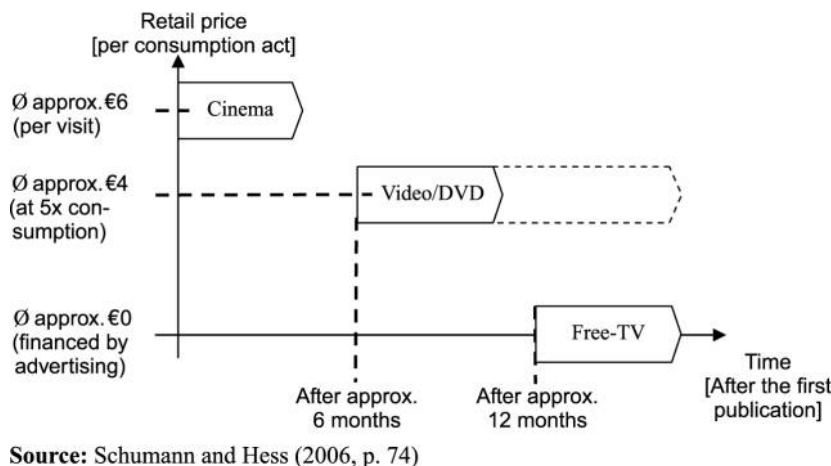 Retail price
[per consumption act]
Ø approx. €6
(per visit)
Cinema
Ø approx. €4
(at 5x con-
sumption)
Video/DVD
Ø approx. €0
(financed by
advertising)
Free-TV
Time
[After the first
publication]
After approx.
6 months
After approx.
12 months
Source: Schumann and Hess (2006, p. 74)